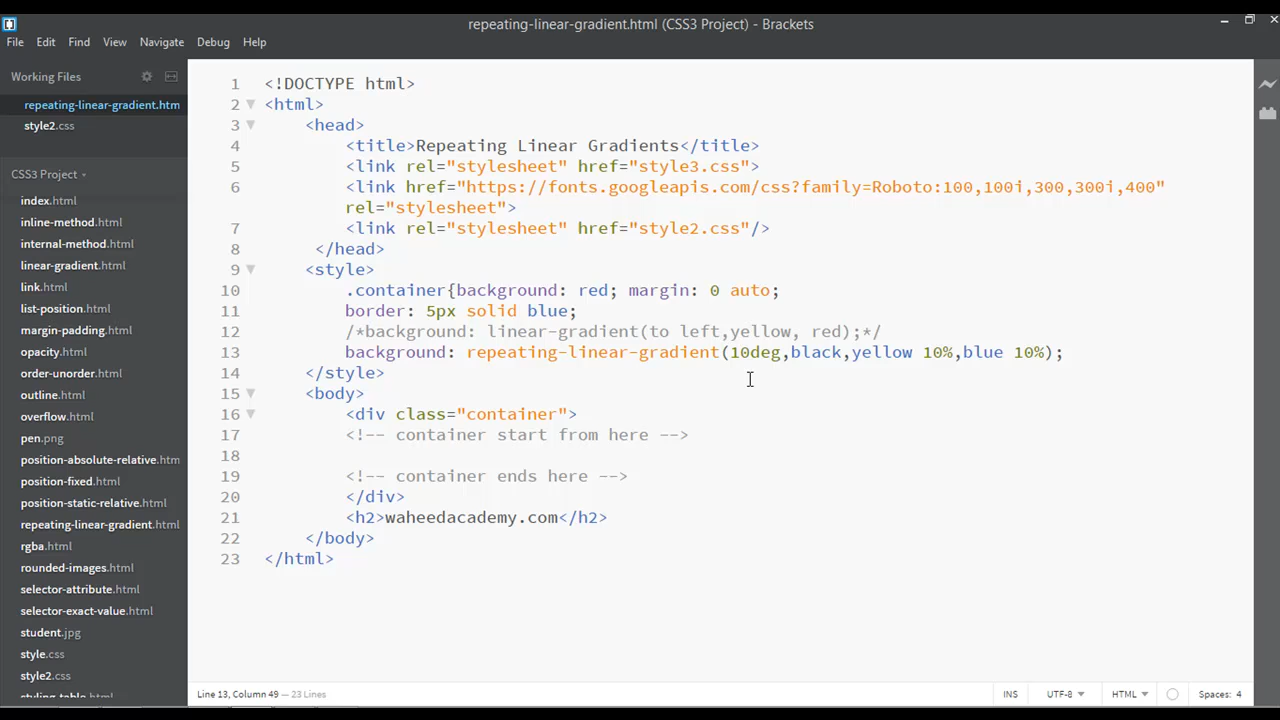 repeating-linear-gradient.html (CSS3 Project) - Brackets
File Edit Find View Navigate Debug Help
Working Files
repeating-linear-gradient.htm
style2.css
CSS3 Project
index.html
inline-method.html
internal-method.html
linear-gradient.html
link.html
list-position.html
margin-padding.html
opacity.html
order-unorder.html
outline.html
overflow.html
pen.png
position-absolute-relative.htm
position-fixed.html
position-static-relative.html
repeating-linear-gradient.html
rgba.html
rounded-images.html
selector-attribute.html
selector-exact-value.html
student.jpg
style.css
style2.css
styling-table.html
1 <!DOCTYPE html>
2 <html>
3 <head>
4 <title>Repeating Linear Gradients</title>
5 <link rel="stylesheet" href="style3.css">
6 <link href="https://fonts.googleapis.com/css?family=Roboto:100,100i,300,300i,400"
rel="stylesheet">
7 <link rel="stylesheet" href="style2.css"/>
8 </head>
9 <style>
10 .container{background: red; margin: 0 auto;
11 border: 5px solid blue;
12 /*background: linear-gradient(to left,yellow, red);*/
13 background: repeating-linear-gradient(10deg,black,yellow 10%,blue 10%);
14 </style>
15 <body>
16 <div class="container">
17 <!-- container start from here -->
18
19 <!-- container ends here -->
20 </div>
21 <h2>waheedacademy.com</h2>
22 </body>
23 </html>
Line 13, Column 49 — 23 Lines INS UTF-8 HTML Spaces: 4